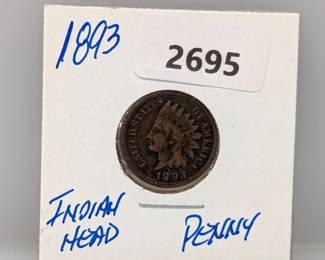 1893
2695
UNITED STATES OF AMERICA
1893
INDIAN HEAD
PENNY